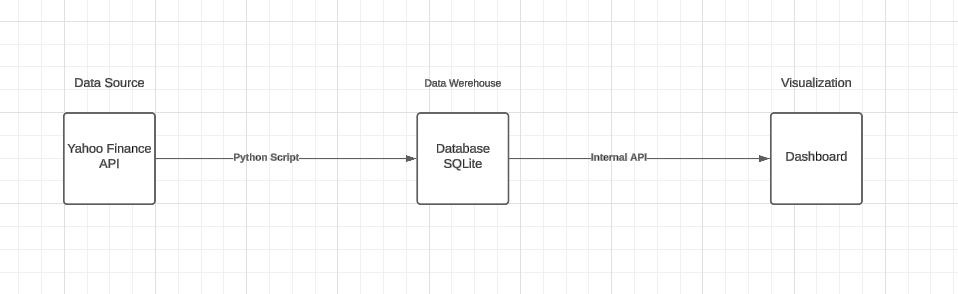 Data Source
Data Werehouse
Visualization
Yahoo Finance
API
Python Script
Database
SQLite
Internal API
Dashboard